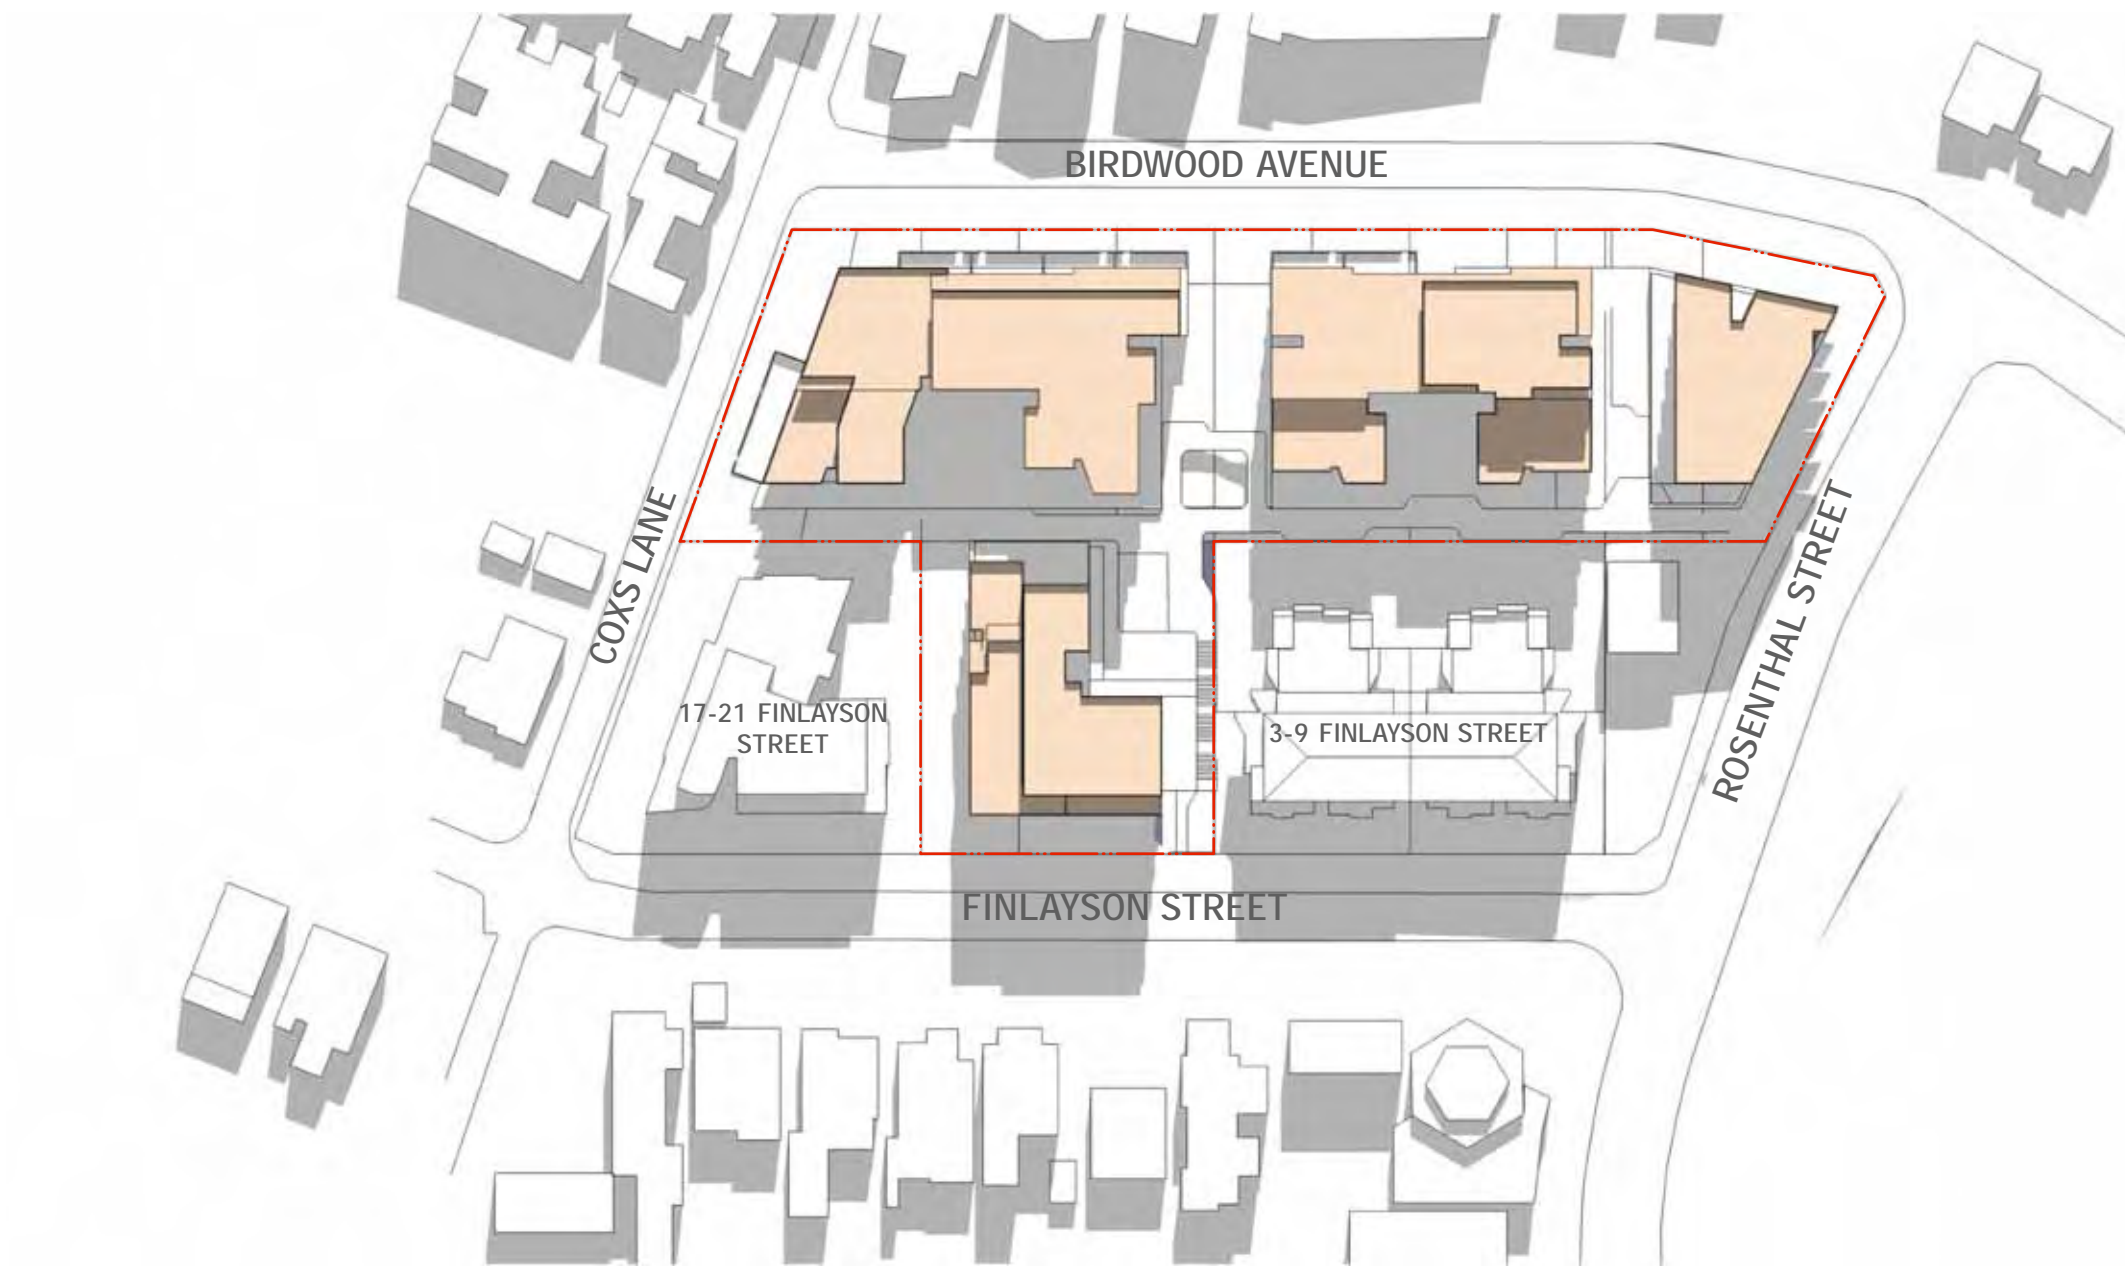 BIRDWOOD AVENUE
COXS LANE
ROSENTHAL STREET
17-21 FINLAYSON
STREET
3-9 FINLAYSON STREET
FINLAYSON STREET